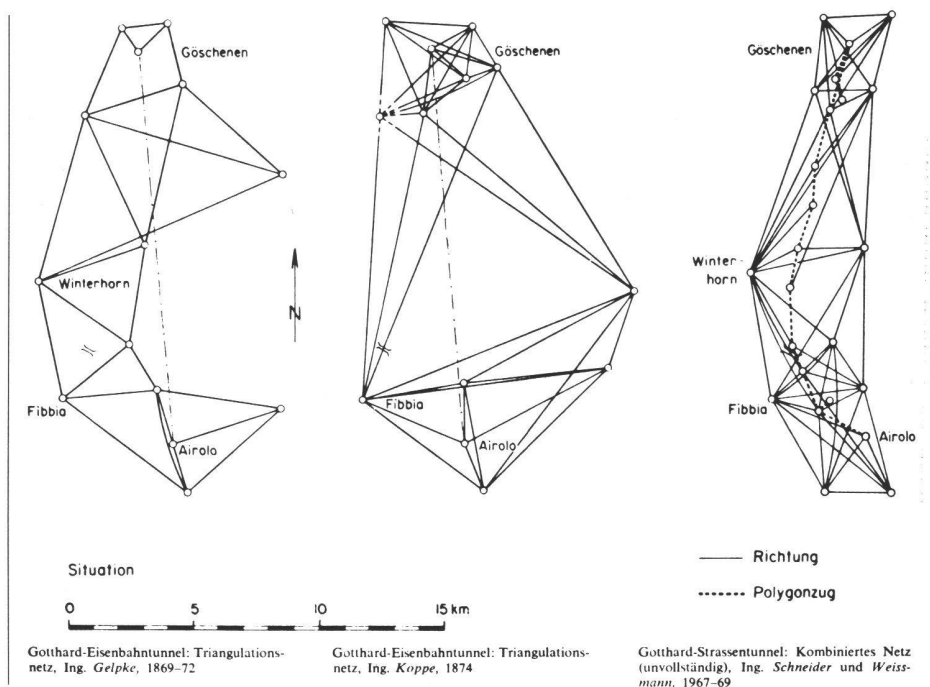 Göschenen
Winterhorn
Fibbia
Airolo
N
Göschenen
Fibbia
Airolo
Göschenen
Winter-
horn
Fibbia
Airolo
Situation
0 5 10 15 km
Richtung
Polygonzug
Gotthard-Eisenbahntunnel: Triangulations-
netz, Ing. Gelpke, 1869–72
Gotthard-Eisenbahntunnel: Triangulations-
netz, Ing. Koppe, 1874
Gotthard-Strassentunnel: Kombiniertes Netz
(unvollständig), Ing. Schneider und Weiss-
mann, 1967–69